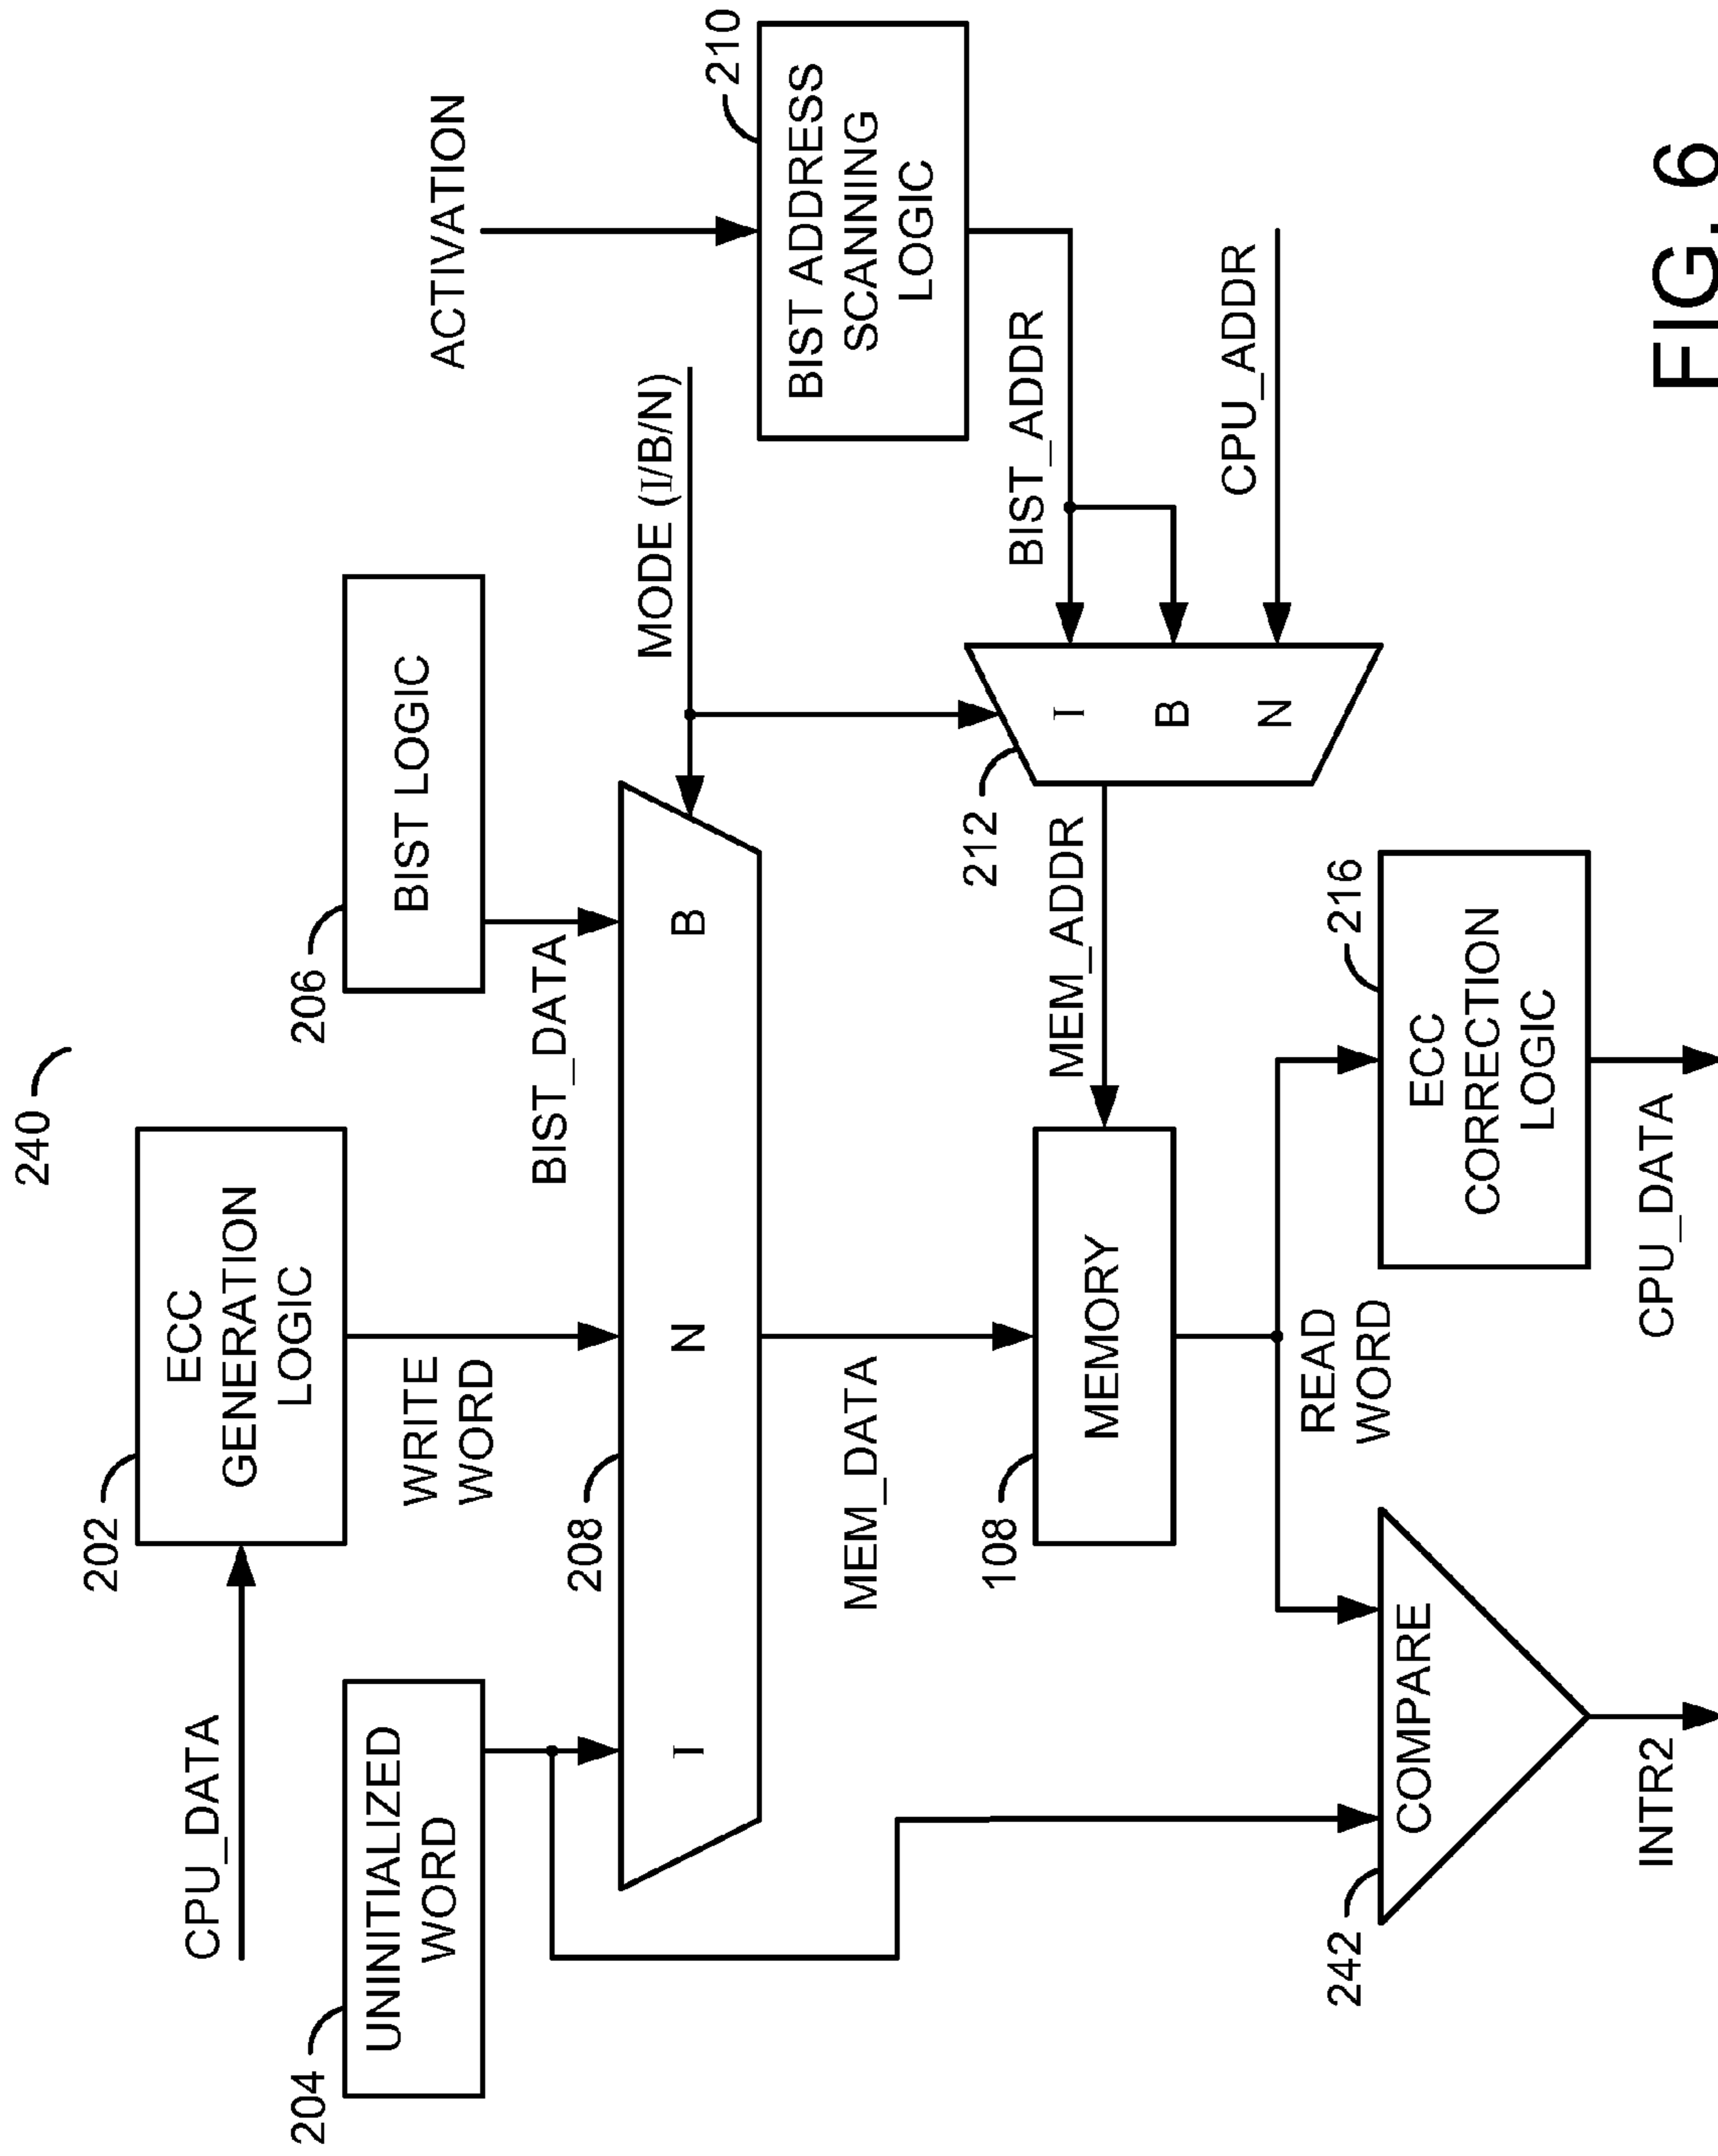 240
202
ECC
GENERATION
LOGIC
CPU_DATA
204
UNINITIALIZED
WORD
WRITE
WORD
206
BIST LOGIC
BIST_DATA
ACTIVATION
208
I
N
B
MODE (I/B/N)
210
BIST ADDRESS
SCANNING
LOGIC
MEM_DATA
212
I
B
N
BIST_ADDR
CPU_ADDR
MEM_ADDR
108
MEMORY
READ
WORD
242
COMPARE
INTR2
216
ECC
CORRECTION
LOGIC
CPU_DATA
FIG. 6